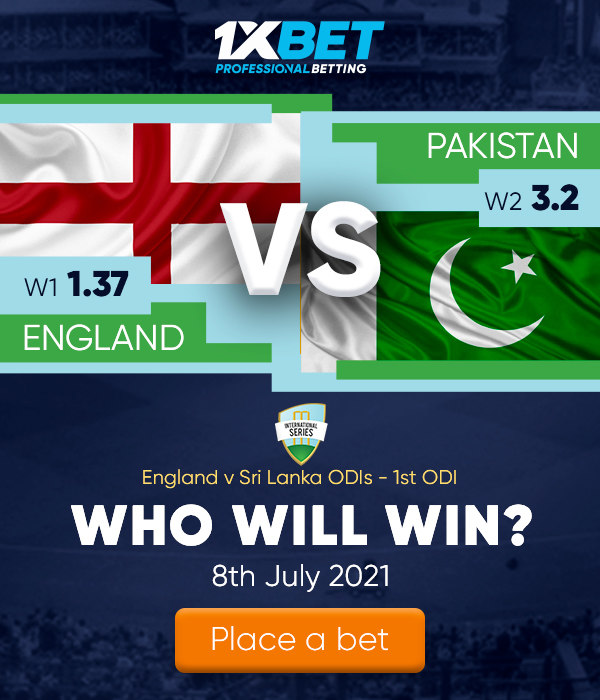 1XBET
PROFESSIONAL BETTING
PAKISTAN
W2 3.2
VS
W1 1.37
ENGLAND
INTERNATIONAL
SERIES
England v Sri Lanka ODIs - 1st ODI
WHO WILL WIN?
8th July 2021
Place a bet